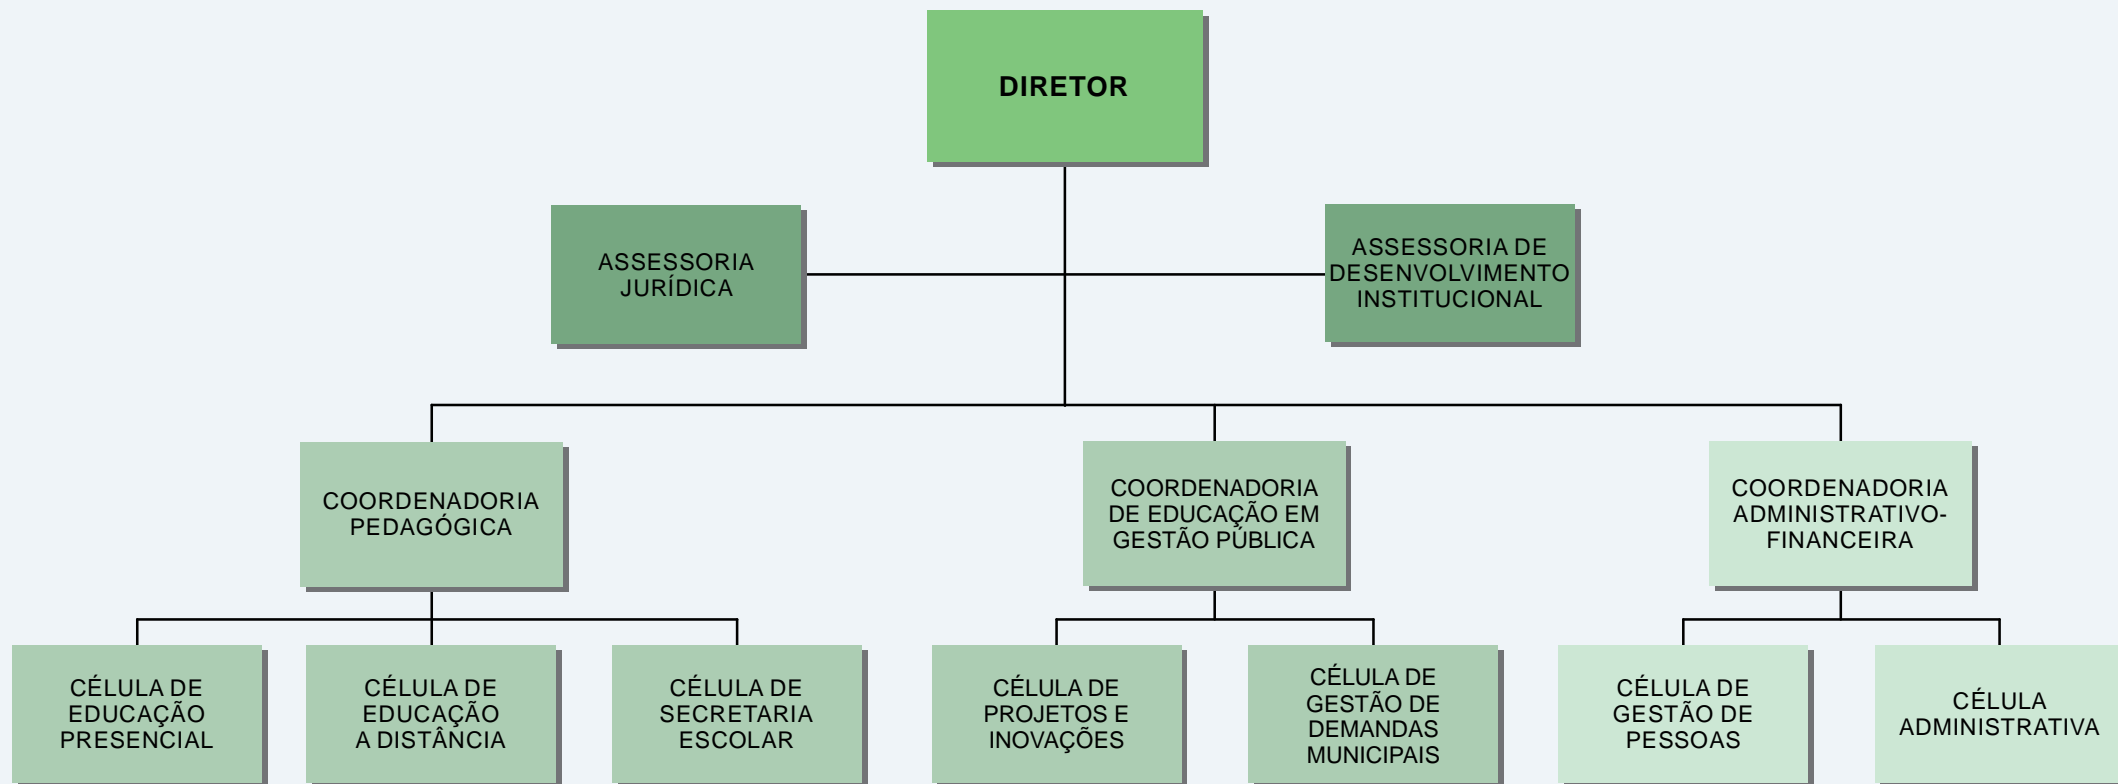 DIRETOR
ASSESSORIA
JURÍDICA
ASSESSORIA DE
DESENVOLVIMENTO
INSTITUCIONAL
COORDENADORIA
PEDAGÓGICA
COORDENADORIA
DE EDUCAÇÃO EM
GESTÃO PÚBLICA
COORDENADORIA
ADMINISTRATIVO-
FINANCEIRA
CÉLULA DE
EDUCAÇÃO
PRESENCIAL
CÉLULA DE
EDUCAÇÃO
A DISTÂNCIA
CÉLULA DE
SECRETARIA
ESCOLAR
CÉLULA DE
PROJETOS E
INOVAÇÕES
CÉLULA DE
GESTÃO DE
DEMANDAS
MUNICIPAIS
CÉLULA DE
GESTÃO DE
PESSOAS
CÉLULA
ADMINISTRATIVA